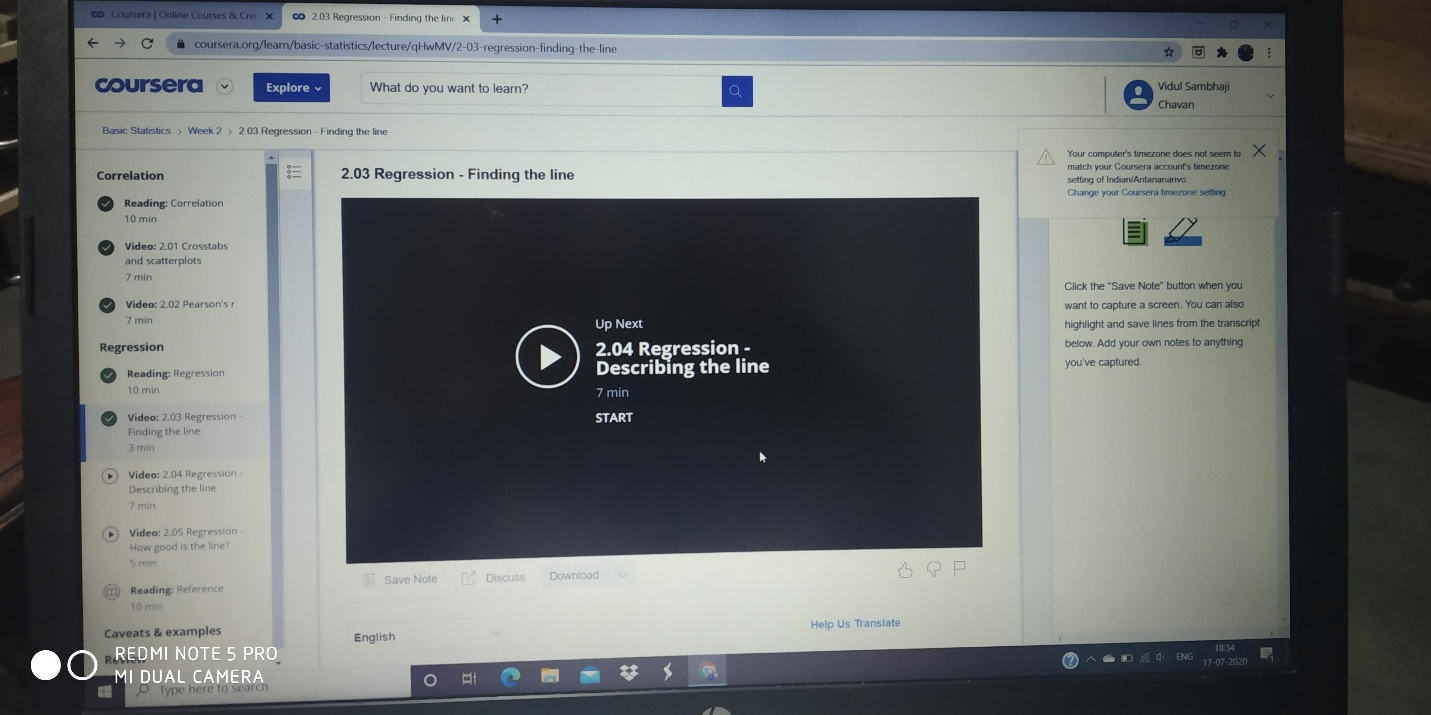 Coursera | Online Courses & Cre
2.03 Regression - Finding the line
coursera.org/learn/basic-statistics/lecture/qHwMV/2-03-regression-finding-the-line
coursera
Explore
What do you want to learn?
Vidul Sambhaji
Chavan
Basic Statistics > Week 2 > 2.03 Regression - Finding the line
Correlation
Reading: Correlation
10 min
Video: 2.01 Crosstabs
and scatterplots
7 min
Video: 2.02 Pearson's r
7 min
Regression
Reading: Regression
10 min
Video: 2.03 Regression -
Finding the line
3 min
Video: 2.04 Regression -
Describing the line
7 min
Video: 2.05 Regression -
How good is the line?
5 min
Reading: Reference
10 min
Caveats & examples
2.03 Regression - Finding the line
Up Next
2.04 Regression -
Describing the line
7 min
START
Save Note
Discuss
Download
English
Help Us Translate
Your computer's timezone does not seem to
match your Coursera account's timezone
setting of Indian/Antananarivo.
Change your Coursera timezone setting
Click the "Save Note" button when you
want to capture a screen. You can also
highlight and save lines from the transcript
below. Add your own notes to anything
you've captured.
Type here to search
ENG
18:34
17-07-2020
hp
REDMI NOTE 5 PRO
MI DUAL CAMERA